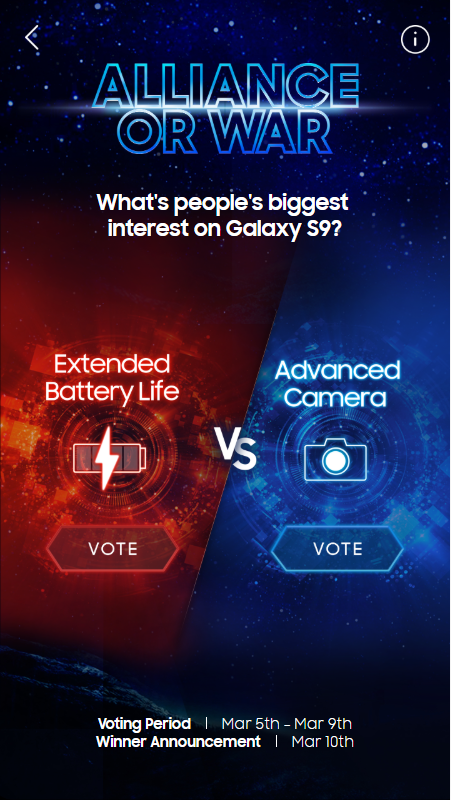 ALLIANCE
OR WAR
What's people's biggest
interest on Galaxy S9?
Extended
Battery Life
Advanced
Camera
VS
VOTE
VOTE
Voting Period | Mar 5th - Mar 9th
Winner Announcement | Mar 10th